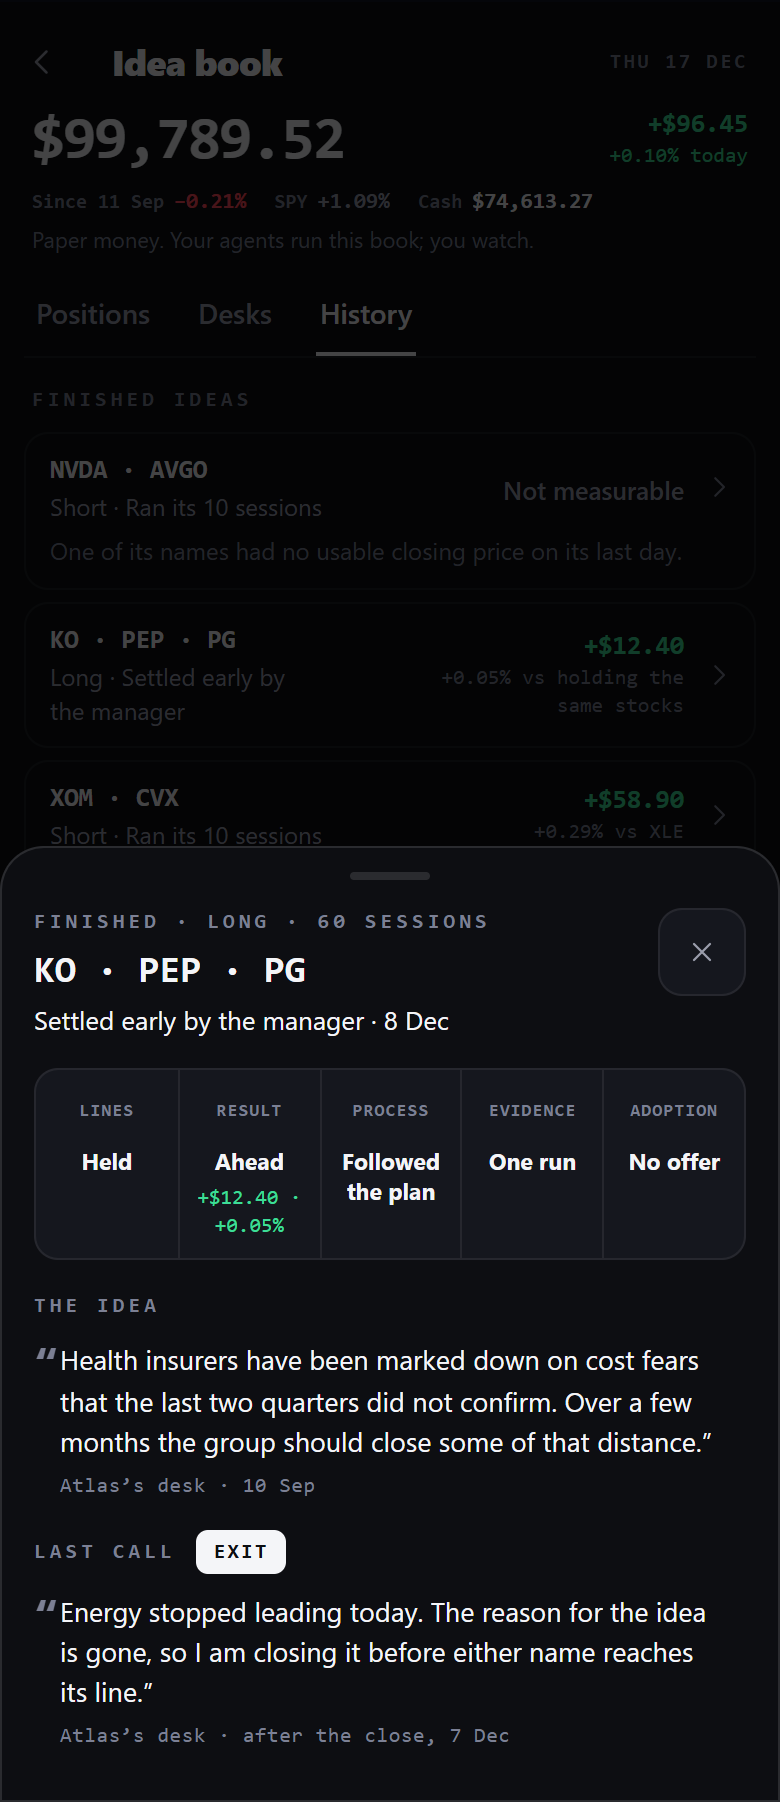 Idea book
THU 17 DEC
$99,789.52
+$96.45
+0.10% today
Since 11 Sep −0.21% SPY +1.09% Cash $74,613.27
Paper money. Your agents run this book; you watch.
Positions Desks History
FINISHED IDEAS
NVDA · AVGO
Short · Ran its 10 sessions
Not measurable
One of its names had no usable closing price on its last day.
KO · PEP · PG
Long · Settled early by
the manager
+$12.40
+0.05% vs holding the
same stocks
XOM · CVX
Short · Ran its 10 sessions
+$58.90
+0.29% vs XLE
FINISHED · LONG · 60 SESSIONS
KO · PEP · PG
Settled early by the manager · 8 Dec
LINES
Held
RESULT
Ahead
+$12.40 ·
+0.05%
PROCESS
Followed
the plan
EVIDENCE
One run
ADOPTION
No offer
THE IDEA
“Health insurers have been marked down on cost fears
that the last two quarters did not confirm. Over a few
months the group should close some of that distance.”
Atlas’s desk · 10 Sep
LAST CALL EXIT
“Energy stopped leading today. The reason for the idea
is gone, so I am closing it before either name reaches
its line.”
Atlas’s desk · after the close, 7 Dec